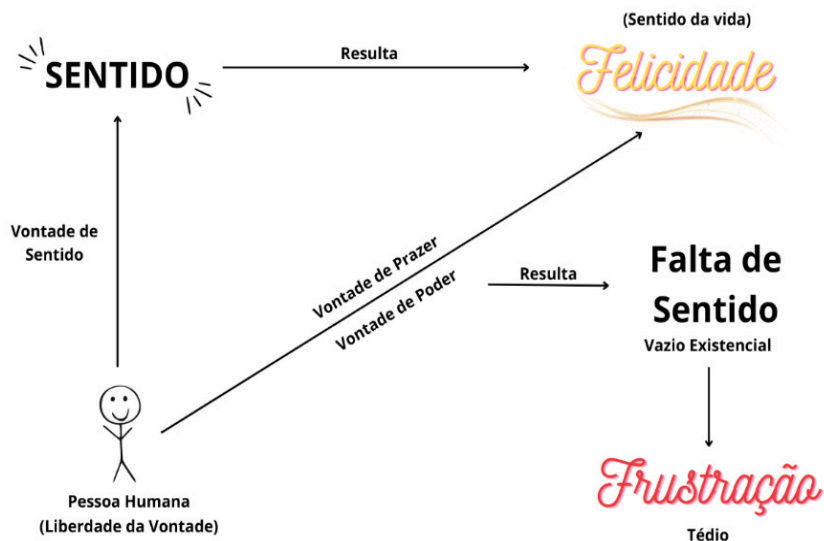 (Sentido da vida)
SENTIDO
Resulta
Felicidade
Vontade de
Sentido
Vontade de Prazer
Vontade de Poder
Resulta
Falta de
Sentido
Vazio Existencial
Pessoa Humana
(Liberdade da Vontade)
Frustração
Tédio